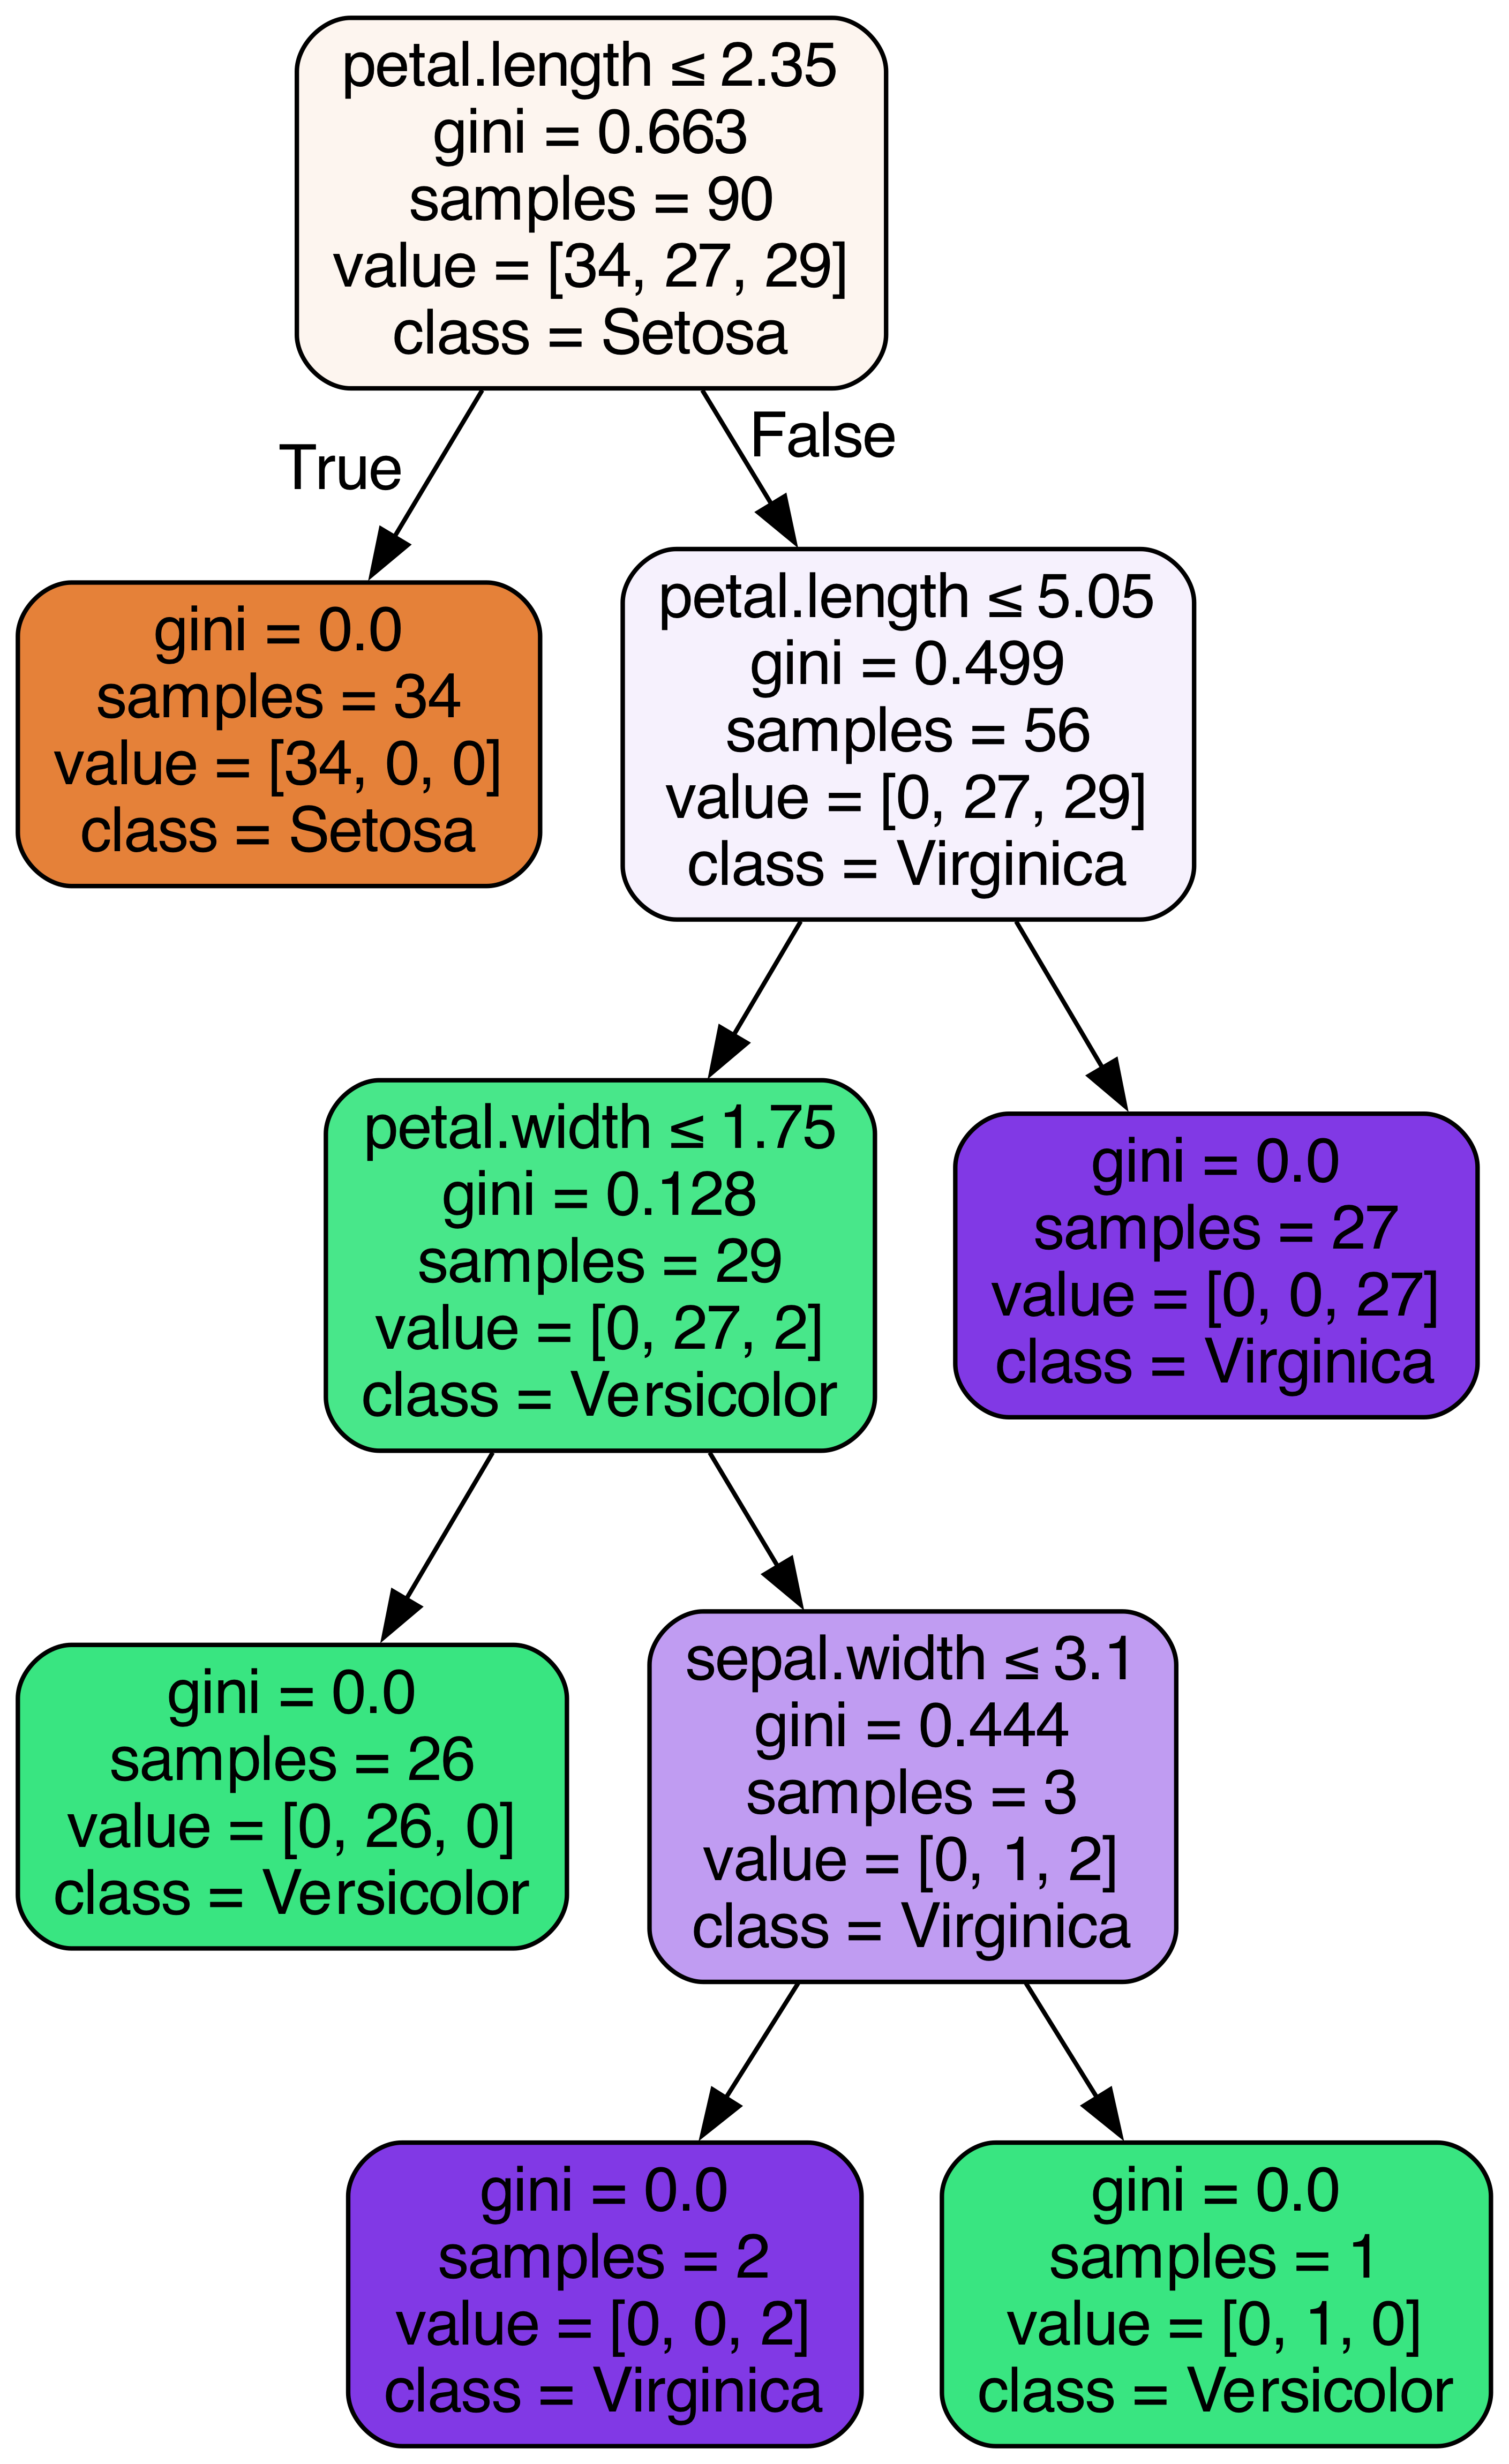 petal.length ≤ 2.35
gini = 0.663
samples = 90
value = [34, 27, 29]
class = Setosa
True
False
gini = 0.0
samples = 34
value = [34, 0, 0]
class = Setosa
petal.length ≤ 5.05
gini = 0.499
samples = 56
value = [0, 27, 29]
class = Virginica
petal.width ≤ 1.75
gini = 0.128
samples = 29
value = [0, 27, 2]
class = Versicolor
gini = 0.0
samples = 27
value = [0, 0, 27]
class = Virginica
gini = 0.0
samples = 26
value = [0, 26, 0]
class = Versicolor
sepal.width ≤ 3.1
gini = 0.444
samples = 3
value = [0, 1, 2]
class = Virginica
gini = 0.0
samples = 2
value = [0, 0, 2]
class = Virginica
gini = 0.0
samples = 1
value = [0, 1, 0]
class = Versicolor